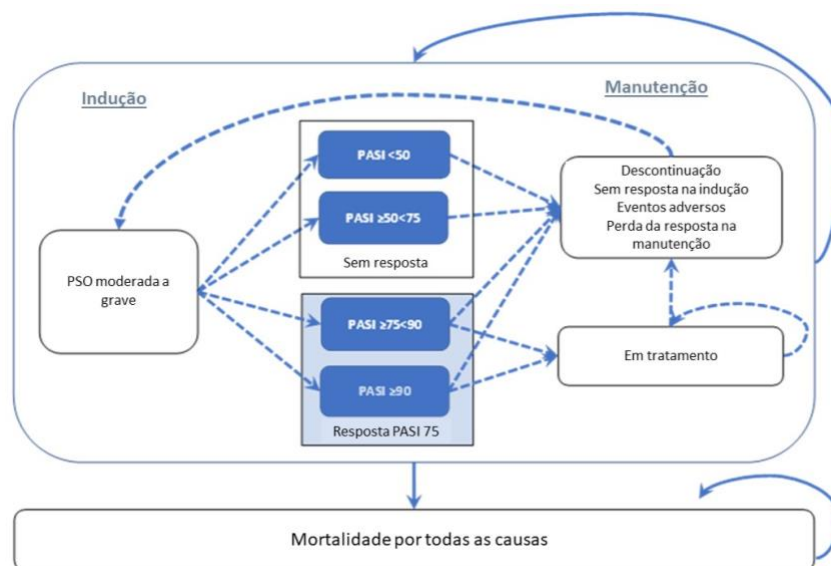 Indução
Manutenção
PASI <50
PASI ≥50<75
Sem resposta
PSO moderada a
grave
PASI ≥75<90
PASI ≥90
Resposta PASI 75
Descontinuação
Sem resposta na indução
Eventos adversos
Perda da resposta na
manutenção
Em tratamento
Mortalidade por todas as causas